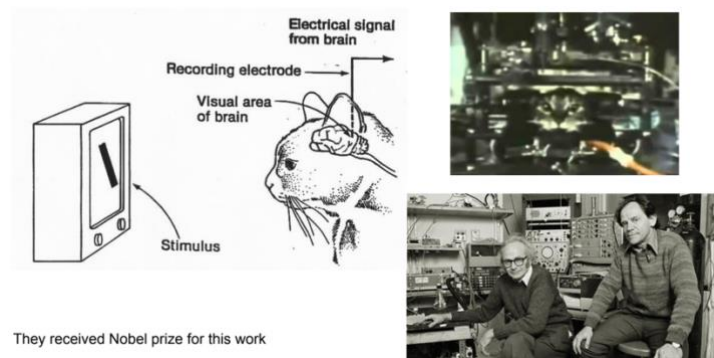 Electrical signal
from brain
Recording electrode
Visual area
of brain
Stimulus
They received Nobel prize for this work